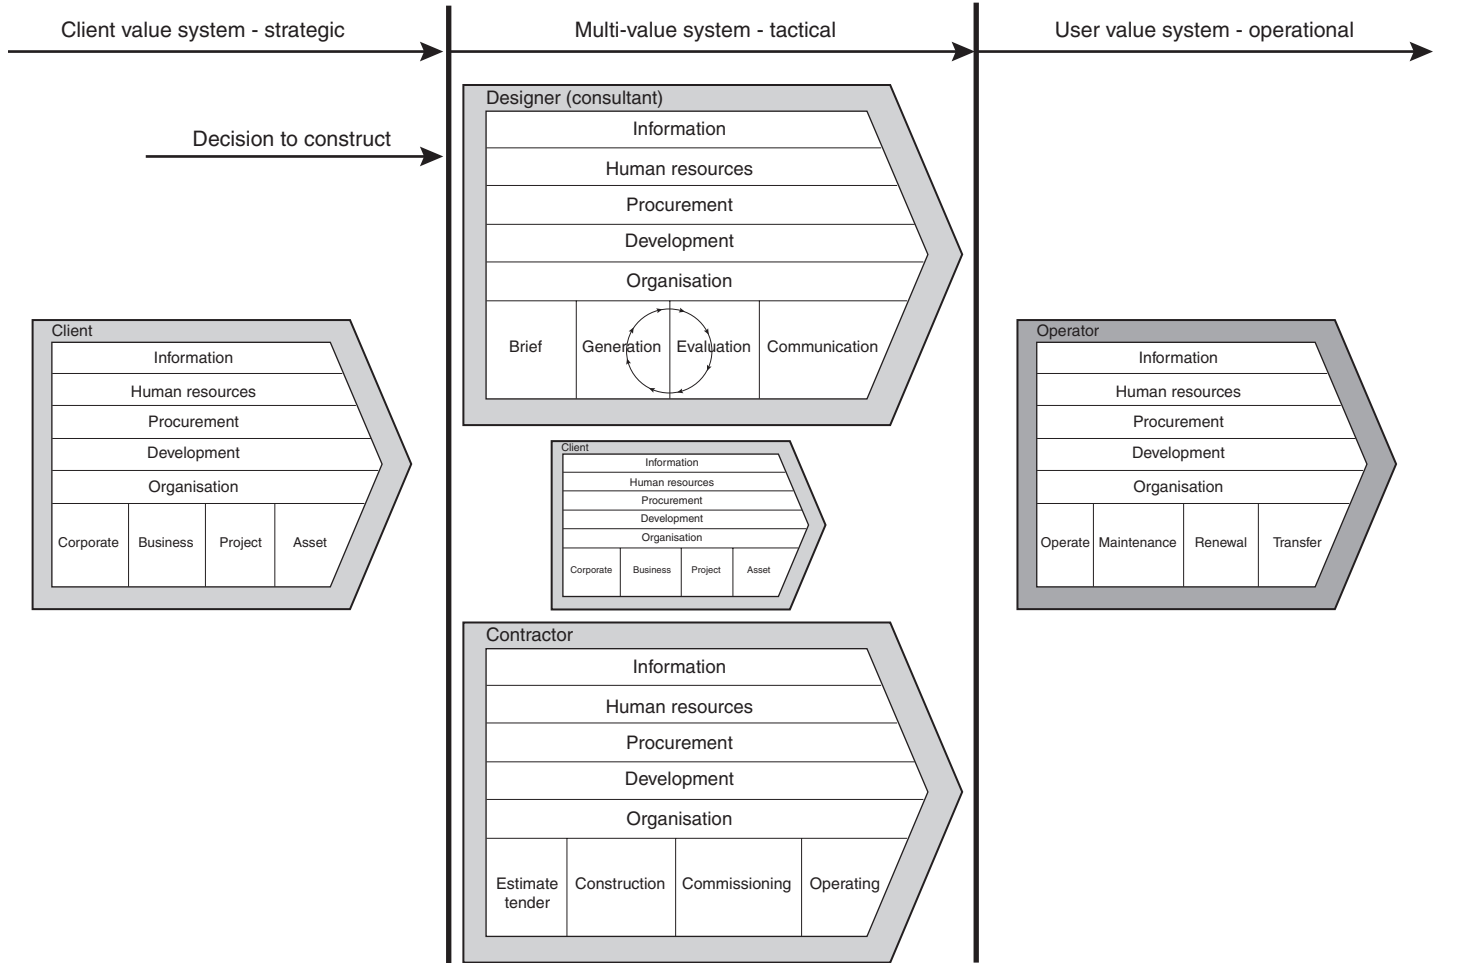 Client value system - strategic
Multi-value system - tactical
User value system - operational
Decision to construct
Client
Information
Human resources
Procurement
Development
Organisation
Corporate
Business
Project
Asset
Designer (consultant)
Information
Human resources
Procurement
Development
Organisation
Brief
Generation
Evaluation
Communication
Client
Information
Human resources
Procurement
Development
Organisation
Corporate
Business
Project
Asset
Contractor
Information
Human resources
Procurement
Development
Organisation
Estimate
tender
Construction
Commissioning
Operating
Operator
Information
Human resources
Procurement
Development
Organisation
Operate
Maintenance
Renewal
Transfer